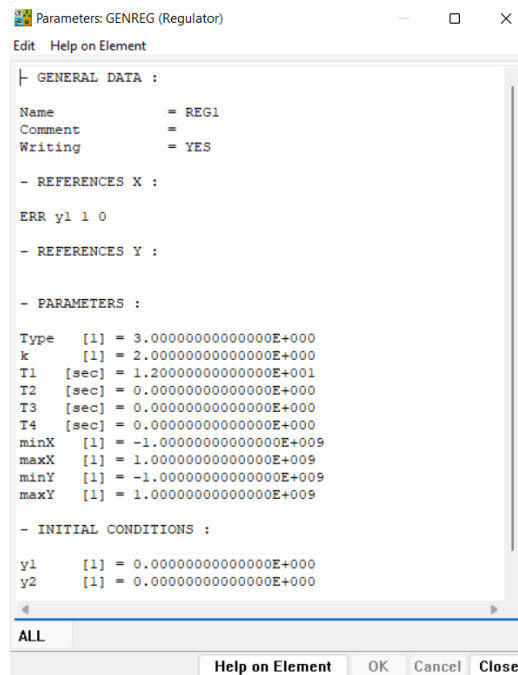 Parameters: GENREG (Regulator)
Edit Help on Element
- GENERAL DATA :
Name = REG1
Comment =
Writing = YES
- REFERENCES X :
ERR y1 1 0
- REFERENCES Y :
- PARAMETERS :
Type [1] = 3.00000000000000E+000
k [1] = 2.00000000000000E+000
T1 [sec] = 1.20000000000000E+001
T2 [sec] = 0.00000000000000E+000
T3 [sec] = 0.00000000000000E+000
T4 [sec] = 0.00000000000000E+000
minX [1] = -1.00000000000000E+009
maxX [1] = 1.00000000000000E+009
minY [1] = -1.00000000000000E+009
maxY [1] = 1.00000000000000E+009
- INITIAL CONDITIONS :
y1 [1] = 0.00000000000000E+000
y2 [1] = 0.00000000000000E+000
ALL
Help on Element OK Cancel Close